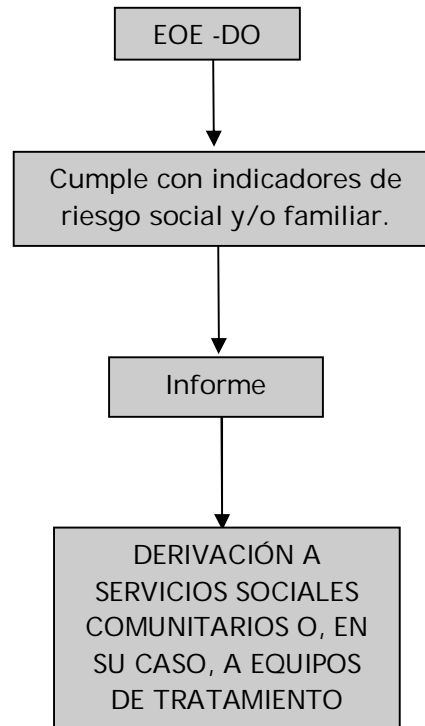 EOE -DO
Cumple con indicadores de
riesgo social y/o familiar.
Informe
DERIVACIÓN A
SERVICIOS SOCIALES
COMUNITARIOS O, EN
SU CASO, A EQUIPOS
DE TRATAMIENTO